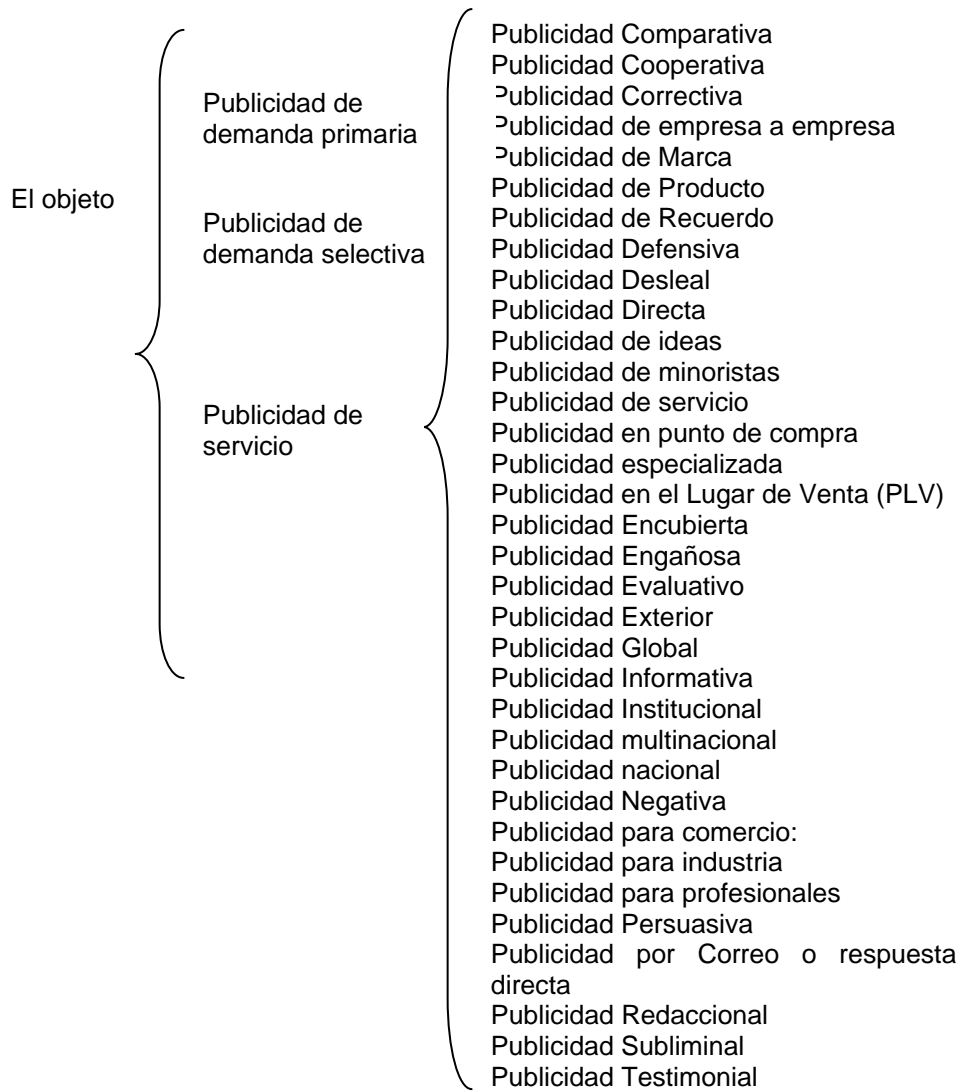 El objeto
Publicidad de
demanda primaria
Publicidad de
demanda selectiva
Publicidad de
servicio
Publicidad Comparativa
Publicidad Cooperativa
Publicidad Correctiva
Publicidad de empresa a empresa
Publicidad de Marca
Publicidad de Producto
Publicidad de Recuerdo
Publicidad Defensiva
Publicidad Desleal
Publicidad Directa
Publicidad de ideas
Publicidad de minoristas
Publicidad de servicio
Publicidad en punto de compra
Publicidad especializada
Publicidad en el Lugar de Venta (PLV)
Publicidad Encubierta
Publicidad Engañosa
Publicidad Evaluativo
Publicidad Exterior
Publicidad Global
Publicidad Informativa
Publicidad Institucional
Publicidad multinacional
Publicidad nacional
Publicidad Negativa
Publicidad para comercio:
Publicidad para industria
Publicidad para profesionales
Publicidad Persuasiva
Publicidad por Correo o respuesta
directa
Publicidad Redaccional
Publicidad Subliminal
Publicidad Testimonial